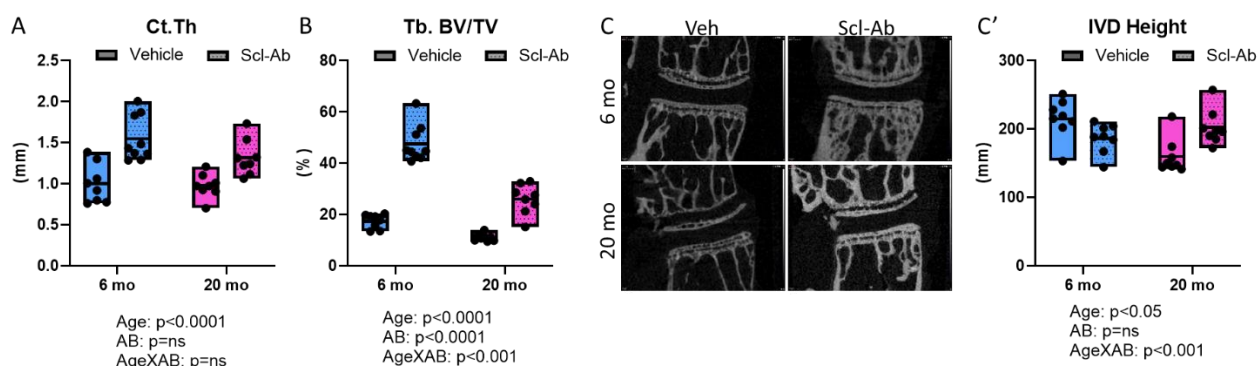 A Ct.Th
Vehicle Scl-Ab
2.5
2.0
1.5
1.0
0.5
0.0
(mm)
6 mo 20 mo
Age: p<0.0001
AB: p=ns
AgeXAB: p=ns
B Tb. BV/TV
Vehicle Scl-Ab
80
60
40
20
0
(%)
6 mo 20 mo
Age: p<0.0001
AB: p<0.0001
AgeXAB: p<0.001
C Veh Scl-Ab
6 mo
20 mo
C' IVD Height
Vehicle Scl-Ab
300
200
100
0
(mm)
6 mo 20 mo
Age: p<0.05
AB: p=ns
AgeXAB: p<0.001